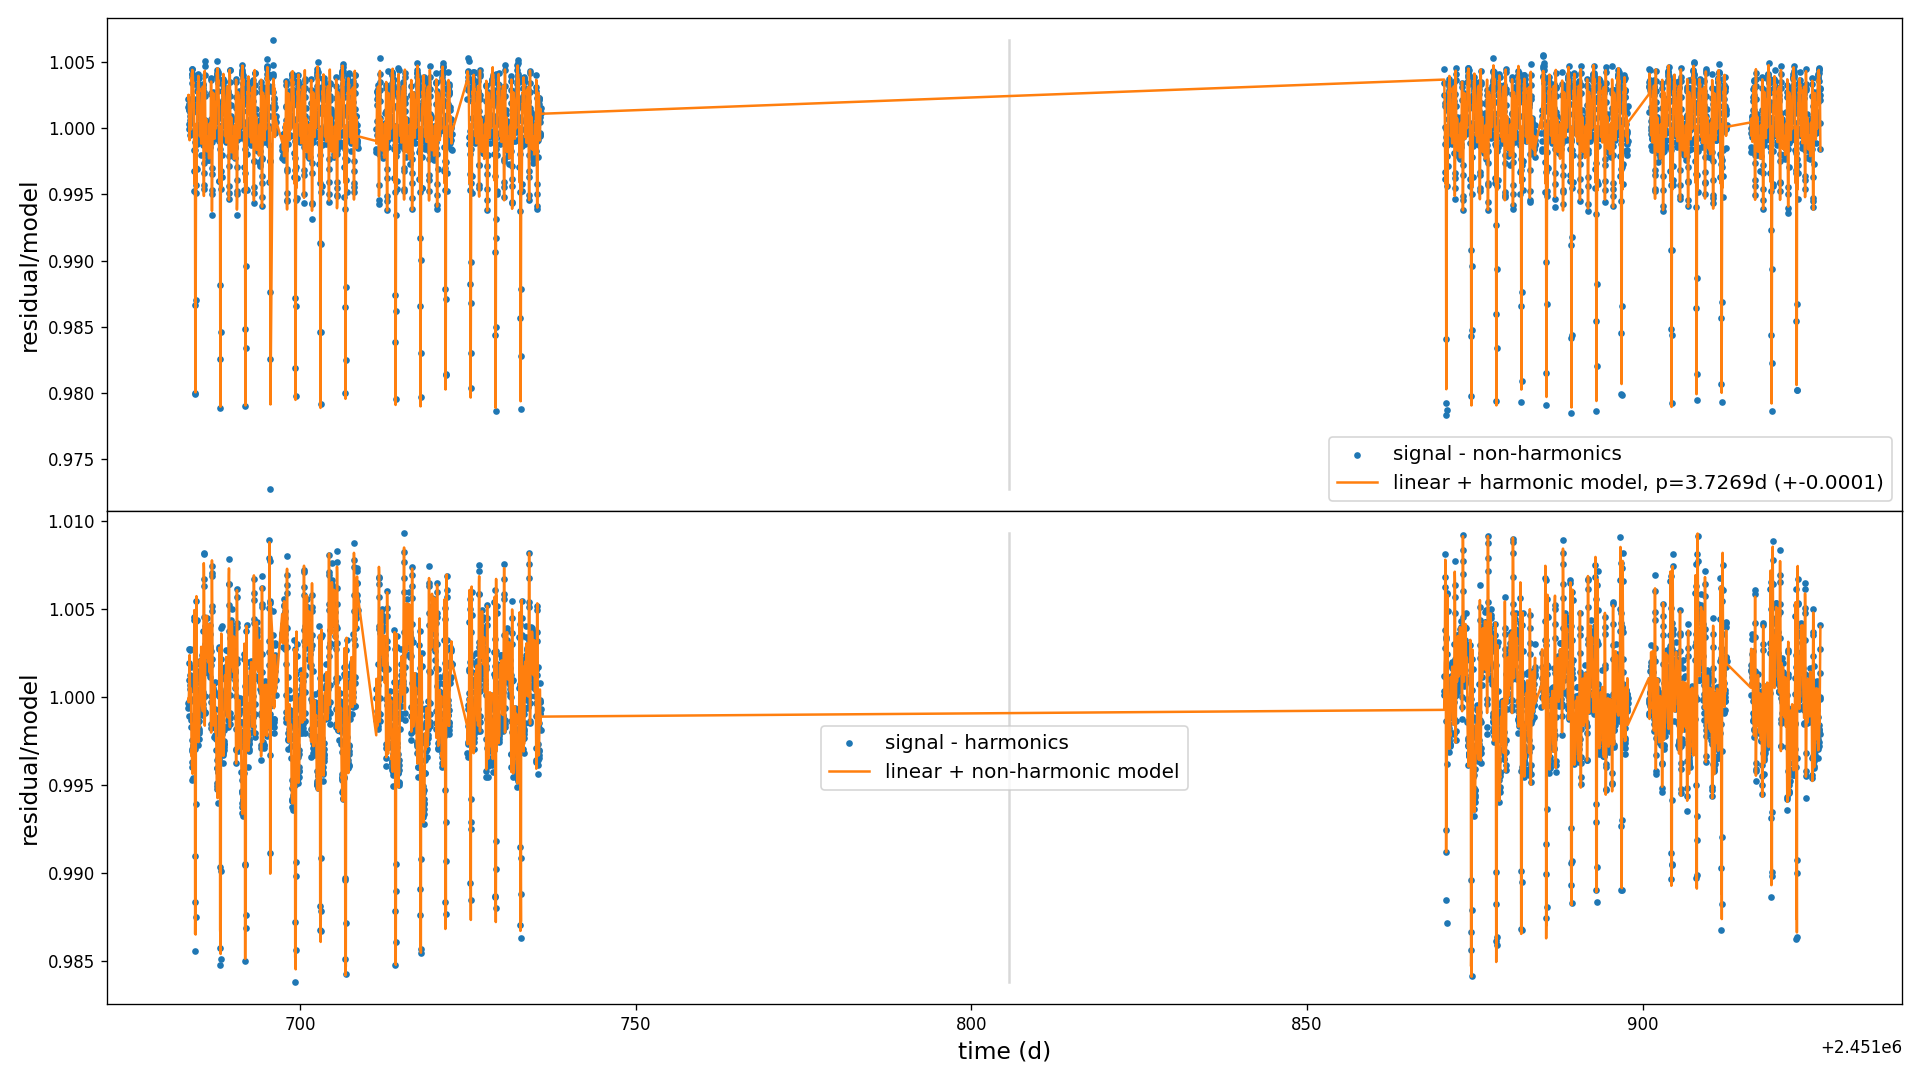 1.005
1.000
0.995
0.990
0.985
0.980
0.975
residual/model
signal - non-harmonics
linear + harmonic model, p=3.7269d (+-0.0001)
1.010
1.005
1.000
0.995
0.990
0.985
residual/model
signal - harmonics
linear + non-harmonic model
700
750
800
850
900
time (d)
+2.451e6